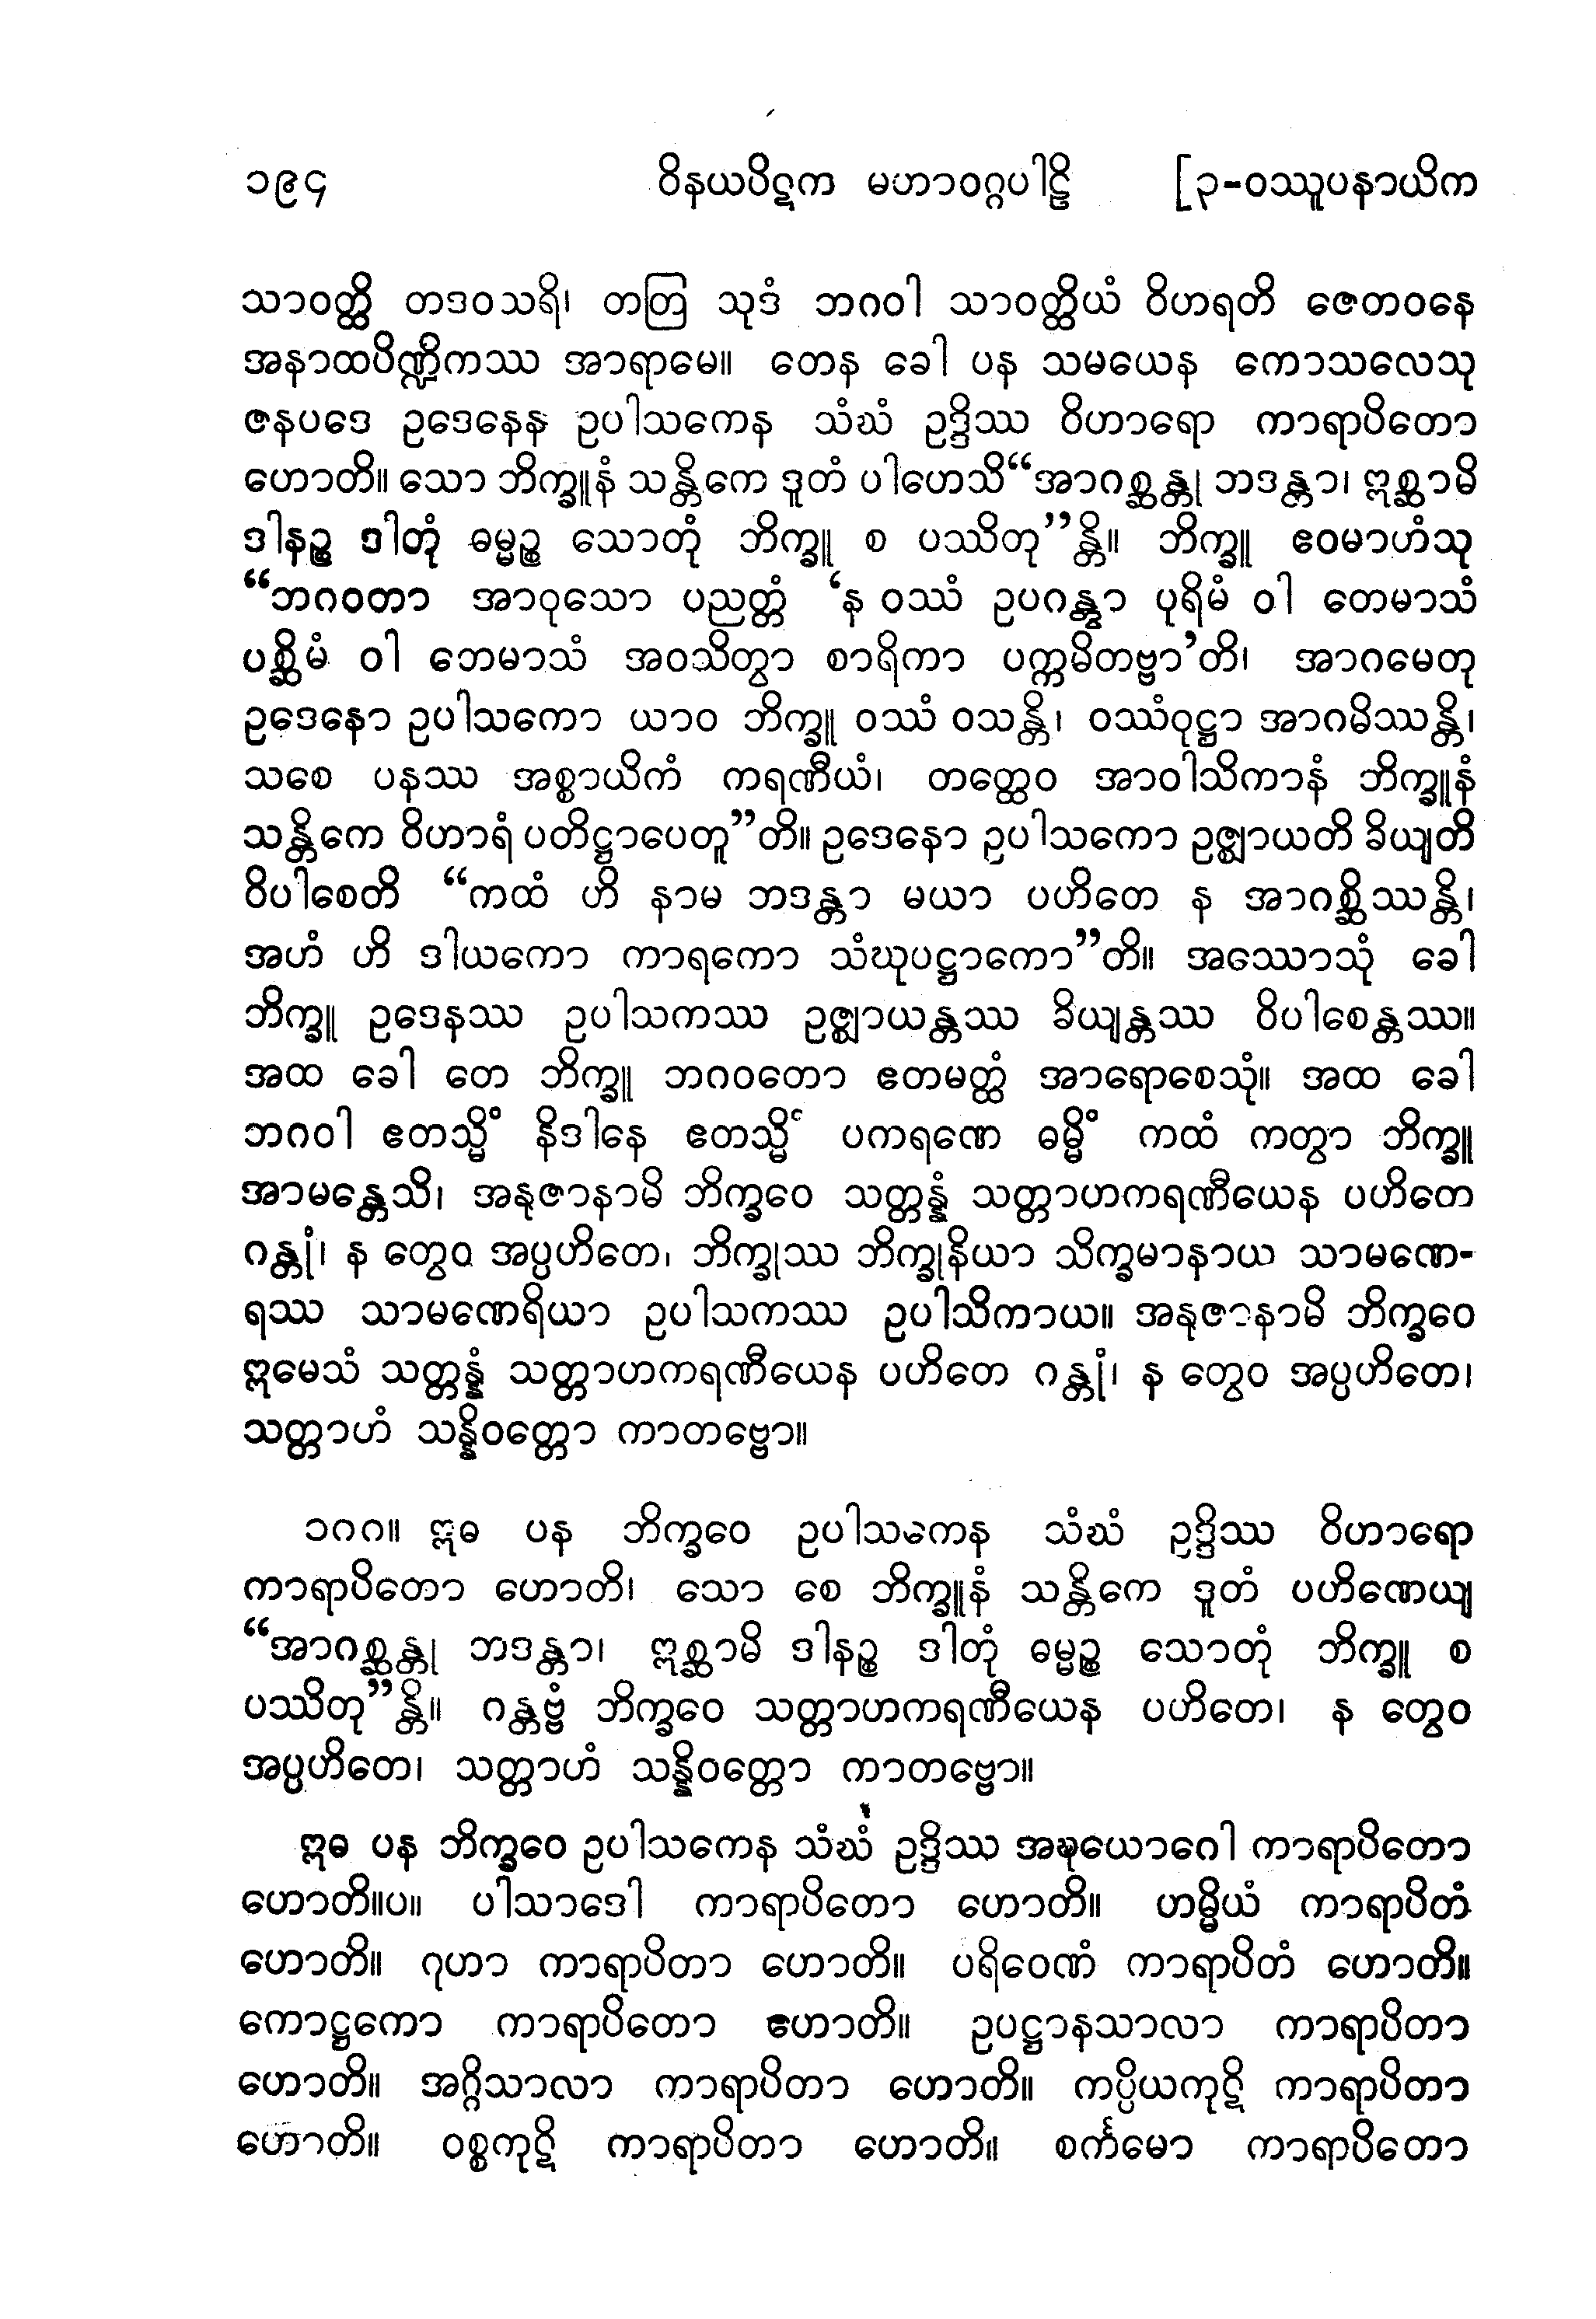 ၁၉၄ ဝိနယပိဋက မဟာဝဂ္ဂပါဠိ [၃-ဝဿူပနာယိက
သာဝတ္ထိ တဒဝသရိ၊ တတြ သုဒံ ဘဂဝါ သာဝတ္ထိယံ ဝိဟရတိ ဇေတဝနေ
အနာထပိဏ္ဍိကဿ အာရာမေ။ တေန ခေါ ပန သမယေန ကောသလေသု
ဇနပဒေ ဥဒေနေန ဥပါသကေန သံဃံ ဥဒ္ဒိဿ ဝိဟာရော ကာရာပိတော
ဟောတိ။ သော ဘိက္ခူနံ သန္တိကေ ဒူတံ ပါဟေသိ“အာဂစ္ဆန္တု ဘဒန္တာ၊ ဣစ္ဆာမိ
ဒါနဉ္စ ဒါတုံ ဓမ္မဉ္စ သောတုံ ဘိက္ခူ စ ပဿိတု”န္တိ။ ဘိက္ခူ ဧဝမာဟံသု
“ဘဂဝတာ အာဝုသော ပညတ္တံ ‘န ဝဿံ ဥပဂန္တွာ ပုရိမံ ဝါ တေမာသံ
ပစ္ဆိမံ ဝါ တေမာသံ အဝသိတွာ စာရိကာ ပက္ကမိတဗ္ဗာ’တိ၊ အာဂမေတု
ဥဒေနော ဥပါသကော ယာဝ ဘိက္ခူ ဝဿံ ဝသန္တိ၊ ဝဿံဝုဋ္ဌာ အာဂမိဿန္တိ၊
သစေ ပနဿ အစ္စာယိကံ ကရဏီယံ၊ တတ္ထေဝ အာဝါသိကာနံ ဘိက္ခူနံ
သန္တိကေ ဝိဟာရံ ပတိဋ္ဌာပေတူ”တိ။ ဥဒေနော ဥပါသကော ဥဇ္ဈာယတိ ခိယျတိ
ဝိပါစေတိ “ကထံ ဟိ နာမ ဘဒန္တာ မယာ ပဟိတေ န အာဂစ္ဆိဿန္တိ၊
အဟံ ဟိ ဒါယကော ကာရကော သံဃုပဋ္ဌာကော”တိ။ အဿောသုံ ခေါ
ဘိက္ခူ ဥဒေနဿ ဥပါသကဿ ဥဇ္ဈာယန္တဿ ခိယျန္တဿ ဝိပါစေန္တဿ။
အထ ခေါ တေ ဘိက္ခူ ဘဂဝတော ဧတမတ္ထံ အာရောစေသုံ။ အထ ခေါ
ဘဂဝါ ဧတသ္မိံ နိဒါနေ ဧတသ္မိံ ပကရဏေ ဓမ္မိံ ကထံ ကတွာ ဘိက္ခူ
အာမန္တေသိ၊ အနုဇာနာမိ ဘိက္ခဝေ သတ္တန္နံ သတ္တာဟကရဏီယေန ပဟိတေ
ဂန္တုံ၊ န တွေဝ အပ္ပဟိတေ၊ ဘိက္ခုဿ ဘိက္ခုနိယာ သိက္ခမာနာယ သာမဏေ-
ရဿ သာမဏေရိယာ ဥပါသကဿ ဥပါသိကာယ။ အနုဇာနာမိ ဘိက္ခဝေ
ဣမေသံ သတ္တန္နံ သတ္တာဟကရဏီယေန ပဟိတေ ဂန္တုံ၊ န တွေဝ အပ္ပဟိတေ၊
သတ္တာဟံ သန္နိဝတ္တော ကာတဗ္ဗော။
၁ဂဂ။ ဣဓ ပန ဘိက္ခဝေ ဥပါသကေန သံဃံ ဥဒ္ဒိဿ ဝိဟာရော
ကာရာပိတော ဟောတိ၊ သော စေ ဘိက္ခူနံ သန္တိကေ ဒူတံ ပဟိဏေယျ
“အာဂစ္ဆန္တု ဘဒန္တာ၊ ဣစ္ဆာမိ ဒါနဉ္စ ဒါတုံ ဓမ္မဉ္စ သောတုံ ဘိက္ခူ စ
ပဿိတု”န္တိ။ ဂန္တဗ္ဗံ ဘိက္ခဝေ သတ္တာဟကရဏီယေန ပဟိတေ၊ န တွေဝ
အပ္ပဟိတေ၊ သတ္တာဟံ သန္နိဝတ္တော ကာတဗ္ဗော။
ဣဓ ပန ဘိက္ခဝေ ဥပါသကေန သံဃံ ဥဒ္ဒိဿ အဍ္ဎယောဂေါ ကာရာပိတော
ဟောတိ။ပ။ ပါသာဒေါ ကာရာပိတော ဟောတိ။ ဟမ္မိယံ ကာရာပိတံ
ဟောတိ။ ဂုဟာ ကာရာပိတာ ဟောတိ။ ပရိဝေဏံ ကာရာပိတံ ဟောတိ။
ကောဋ္ဌကော ကာရာပိတော ဟောတိ။ ဥပဋ္ဌာနသာလာ ကာရာပိတာ
ဟောတိ။ အဂ္ဂိသာလာ ကာရာပိတာ ဟောတိ။ ကပ္ပိယကုဋိ ကာရာပိတာ
ဟောတိ။ ဝစ္စကုဋိ ကာရာပိတာ ဟောတိ။ စင်္ကမော ကာရာပိတော